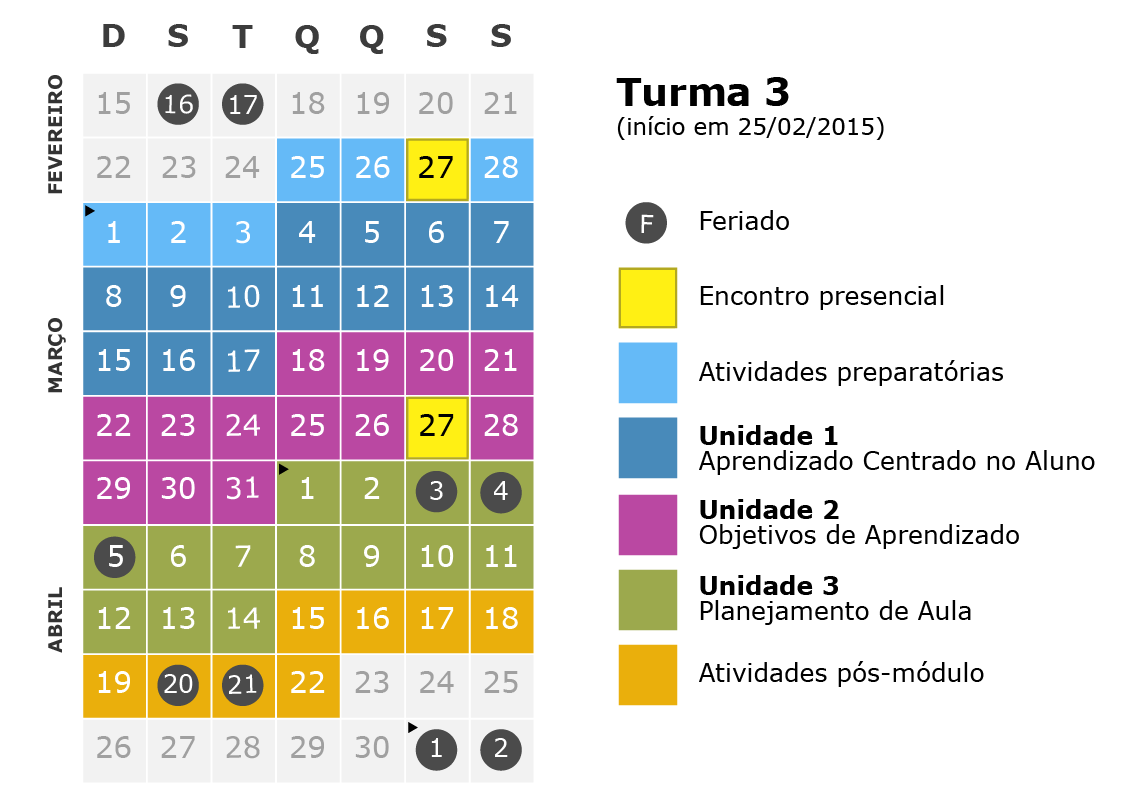 D S T Q Q S S
FEVEREIRO
15 16 17 18 19 20 21
22 23 24 25 26 27 28
MARÇO
1 2 3 4 5 6 7
8 9 10 11 12 13 14
15 16 17 18 19 20 21
22 23 24 25 26 27 28
29 30 31 1 2 3 4
ABRIL
5 6 7 8 9 10 11
12 13 14 15 16 17 18
19 20 21 22 23 24 25
26 27 28 29 30 1 2
Turma 3
(início em 25/02/2015)
F Feriado
Encontro presencial
Atividades preparatórias
Unidade 1
Aprendizado Centrado no Aluno
Unidade 2
Objetivos de Aprendizado
Unidade 3
Planejamento de Aula
Atividades pós-módulo